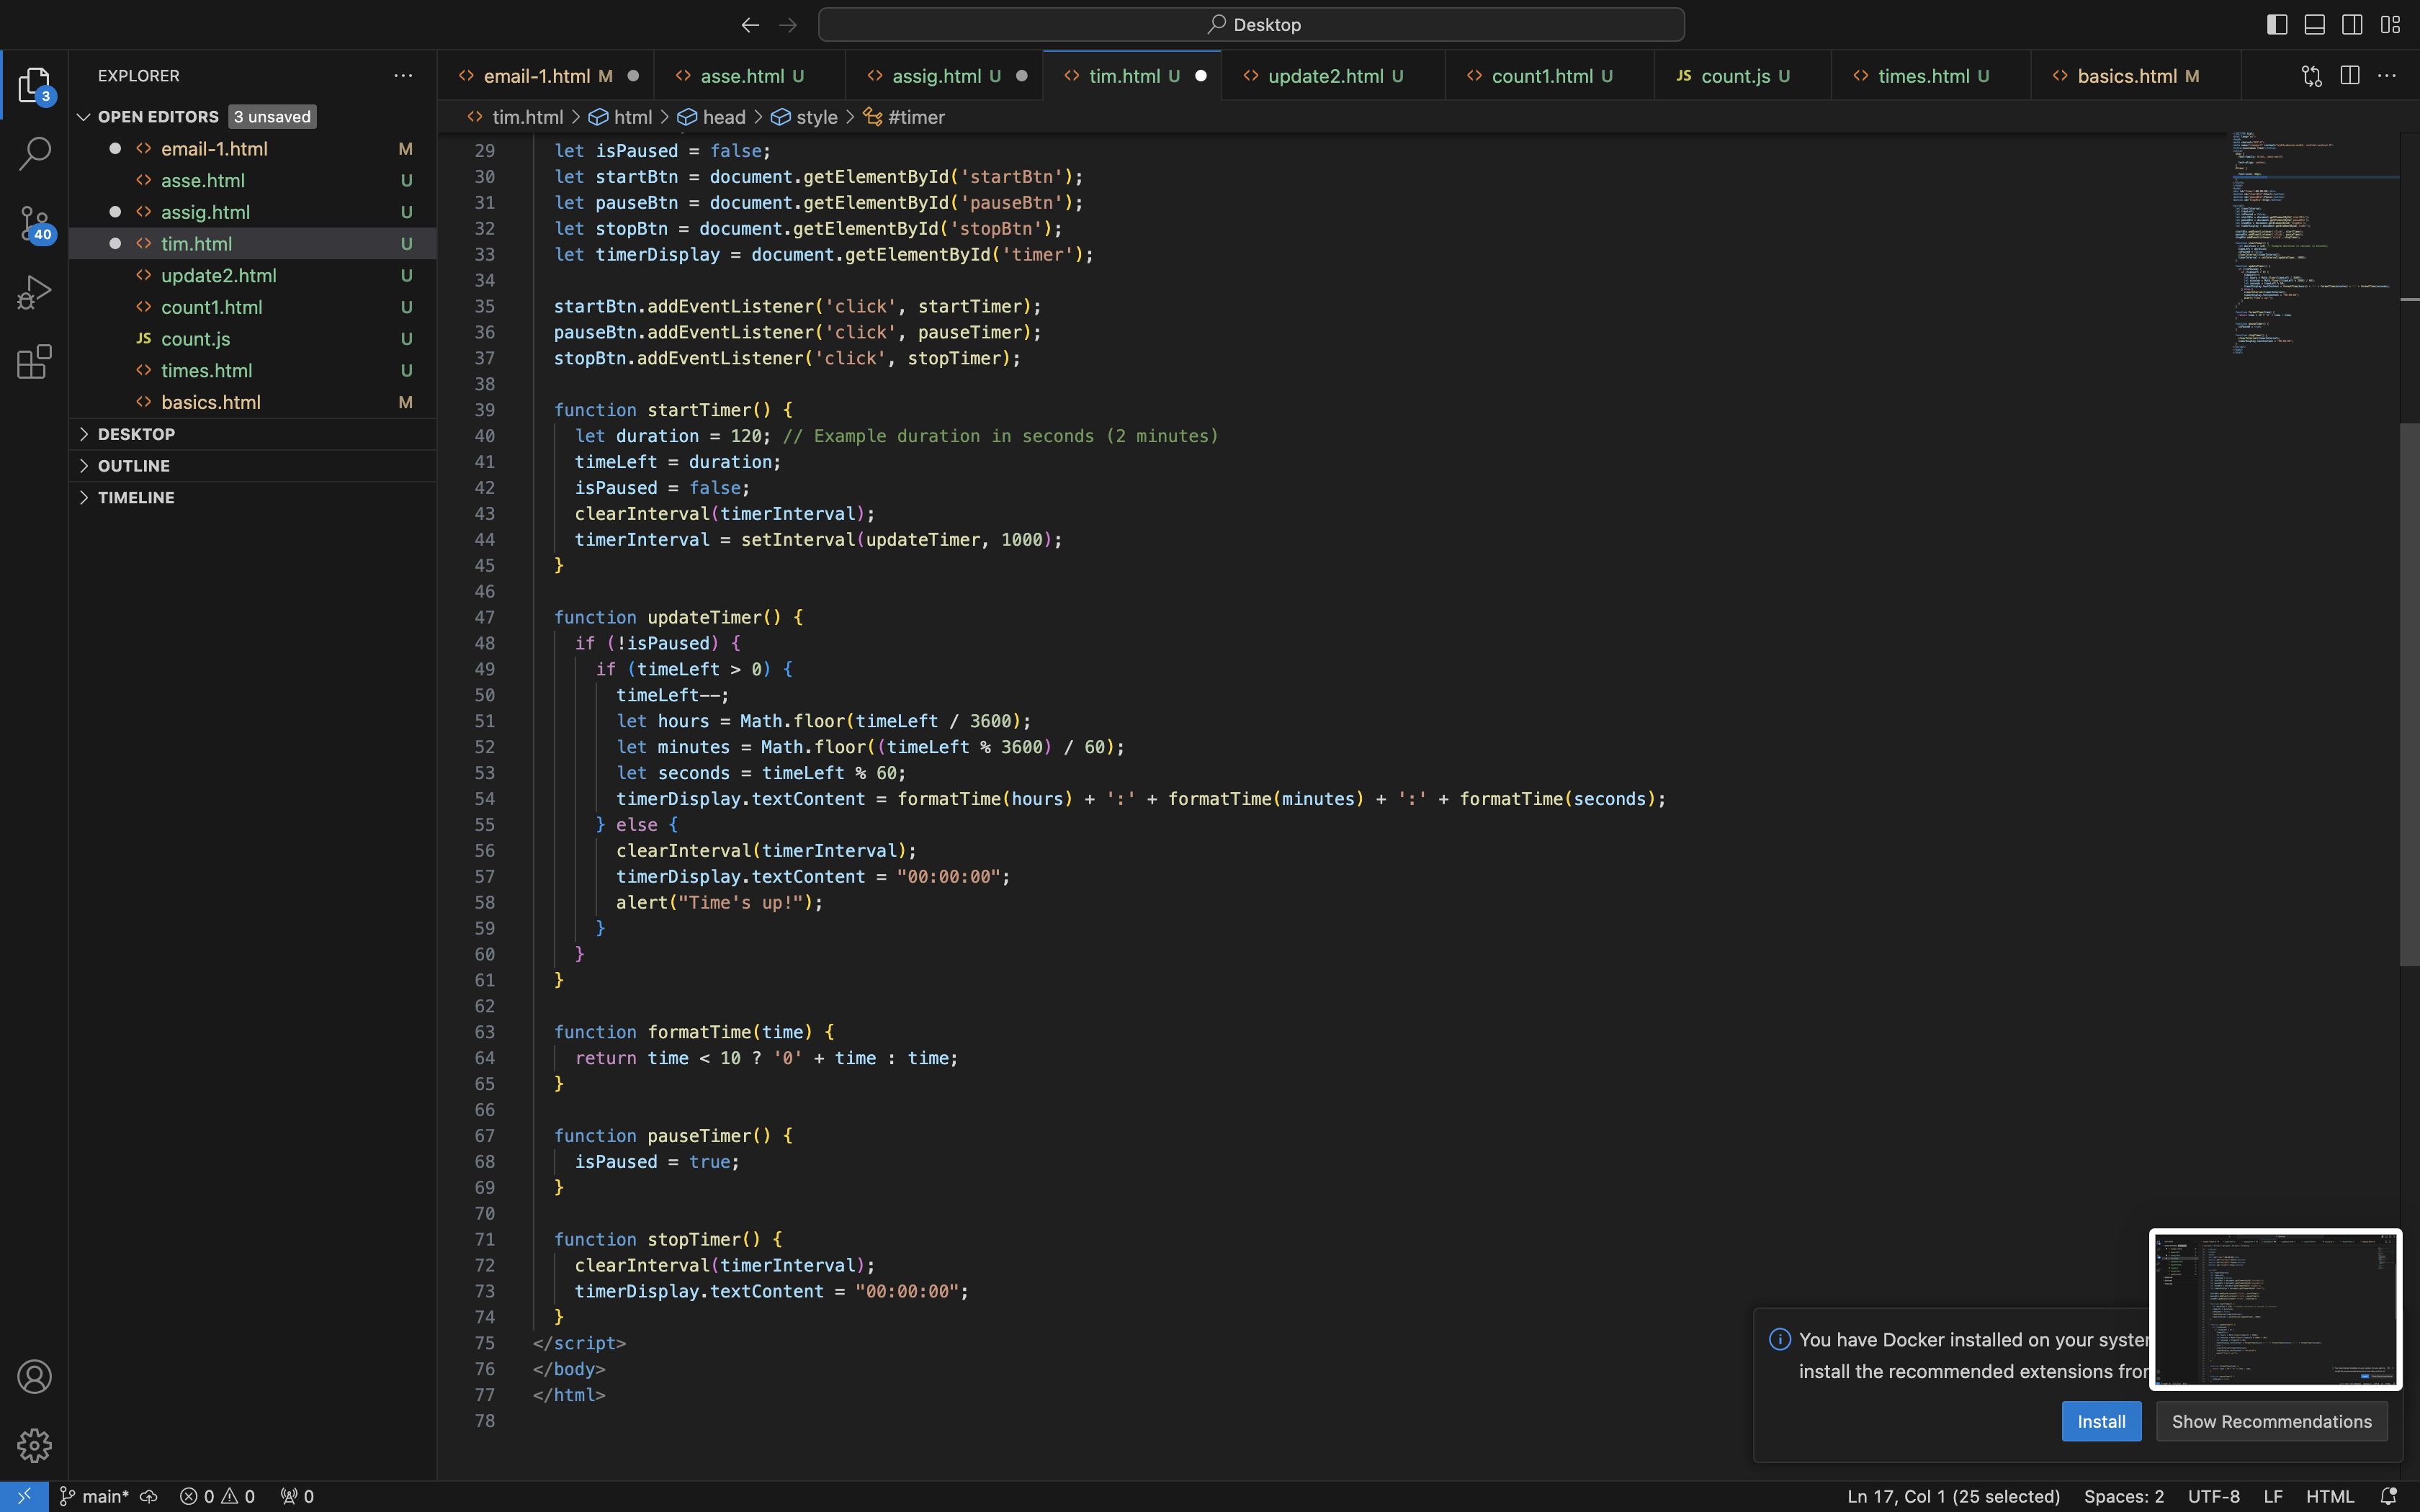 Desktop
EXPLORER
OPEN EDITORS 3 unsaved
email-1.html M
asse.html U
assig.html U
tim.html U
update2.html U
count1.html U
JS count.js U
times.html U
basics.html M
DESKTOP
OUTLINE
TIMELINE
3
40
email-1.html M
asse.html U
assig.html U
tim.html U
update2.html U
count1.html U
JS count.js U
times.html U
basics.html M
tim.html > html > head > style > #timer
29 let isPaused = false;
30 let startBtn = document.getElementById('startBtn');
31 let pauseBtn = document.getElementById('pauseBtn');
32 let stopBtn = document.getElementById('stopBtn');
33 let timerDisplay = document.getElementById('timer');
34
35 startBtn.addEventListener('click', startTimer);
36 pauseBtn.addEventListener('click', pauseTimer);
37 stopBtn.addEventListener('click', stopTimer);
38
39 function startTimer() {
40 let duration = 120; // Example duration in seconds (2 minutes)
41 timeLeft = duration;
42 isPaused = false;
43 clearInterval(timerInterval);
44 timerInterval = setInterval(updateTimer, 1000);
45 }
46
47 function updateTimer() {
48 if (!isPaused) {
49 if (timeLeft > 0) {
50 timeLeft--;
51 let hours = Math.floor(timeLeft / 3600);
52 let minutes = Math.floor((timeLeft % 3600) / 60);
53 let seconds = timeLeft % 60;
54 timerDisplay.textContent = formatTime(hours) + ':' + formatTime(minutes) + ':' + formatTime(seconds);
55 } else {
56 clearInterval(timerInterval);
57 timerDisplay.textContent = "00:00:00";
58 alert("Time's up!");
59 }
60 }
61 }
62
63 function formatTime(time) {
64 return time < 10 ? '0' + time : time;
65 }
66
67 function pauseTimer() {
68 isPaused = true;
69 }
70
71 function stopTimer() {
72 clearInterval(timerInterval);
73 timerDisplay.textContent = "00:00:00";
74 }
75 </script>
76 </body>
77 </html>
78
You have Docker installed on your
install the recommended extensions
Install
Show Recommendations
main* 0 0 0
Ln 17, Col 1 (25 selected) Spaces: 2 UTF-8 LF HTML